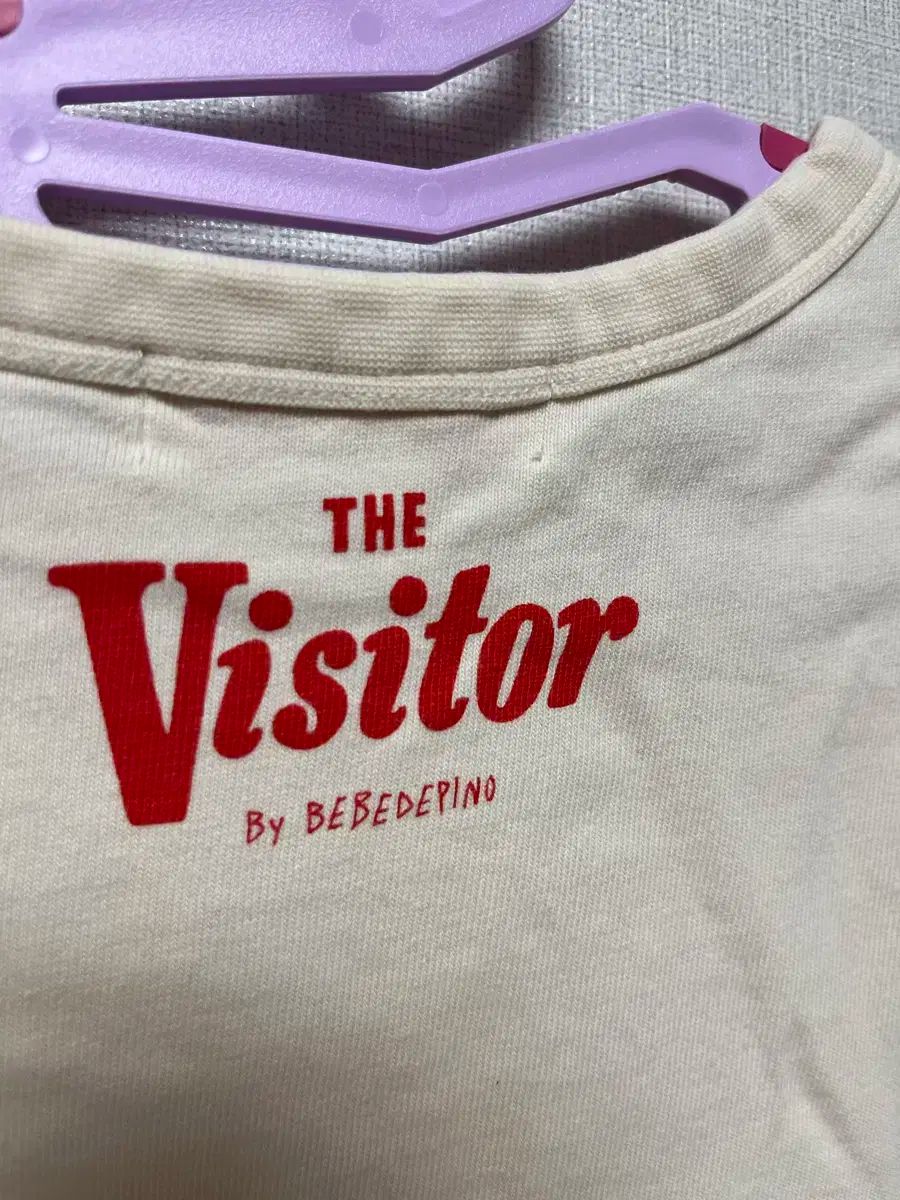 THE
Visitor
By BEBEDEPINO